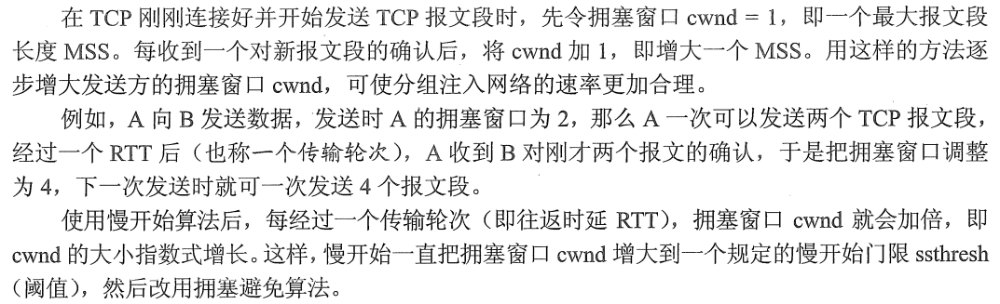 在 TCP 刚刚连接好并开始发送 TCP 报文段时，先令拥塞窗口 cwnd = 1，即一个最大报文段
长度 MSS。每收到一个对新报文段的确认后，将 cwnd 加 1，即增大一个 MSS。用这样的方法逐
步增大发送方的拥塞窗口 cwnd，可使分组注入网络的速率更加合理。
例如，A 向 B 发送数据，发送时 A 的拥塞窗口为 2，那么 A 一次可以发送两个 TCP 报文段，
经过一个 RTT 后（也称一个传输轮次），A 收到 B 对刚才两个报文的确认，于是把拥塞窗口调整
为 4，下一次发送时就可一次发送 4 个报文段。
使用慢开始算法后，每经过一个传输轮次（即往返时延 RTT），拥塞窗口 cwnd 就会加倍，即
cwnd 的大小指数式增长。这样，慢开始一直把拥塞窗口 cwnd 增大到一个规定的慢开始门限 ssthresh
（阈值），然后改用拥塞避免算法。